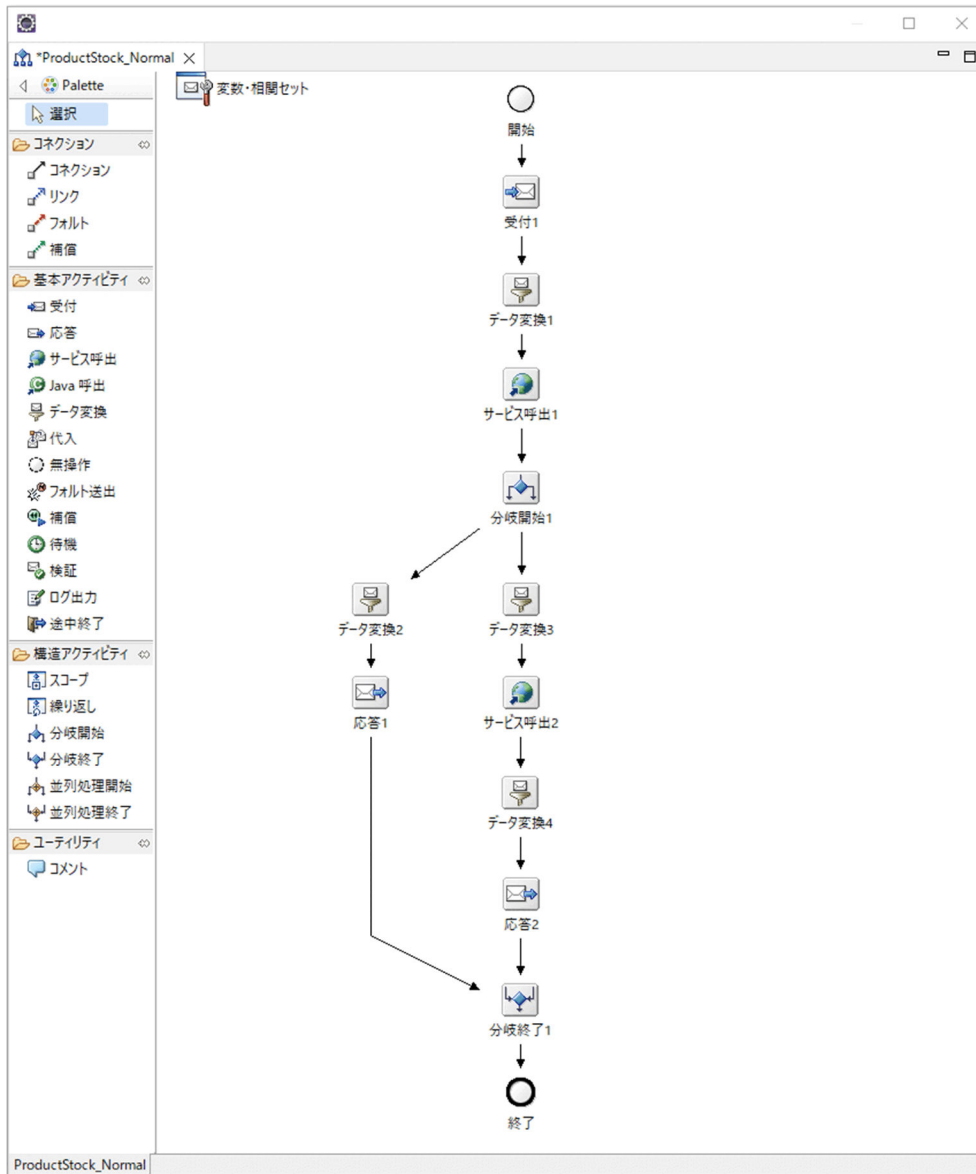 *ProductStock_Normal
Palette
選択
コネクション
コネクション
リンク
フォルト
補償
基本アクティビティ
受付
応答
サービス呼出
Java 呼出
データ変換
代入
無操作
フォルト送出
補償
待機
検証
ログ出力
途中終了
構造アクティビティ
スコープ
繰り返し
分岐開始
分岐終了
並列処理開始
並列処理終了
ユーティリティ
コメント
変数・相関セット
開始
受付1
データ変換1
サービス呼出1
分岐開始1
データ変換2
データ変換3
応答1
サービス呼出2
データ変換4
応答2
分岐終了1
終了
ProductStock_Normal